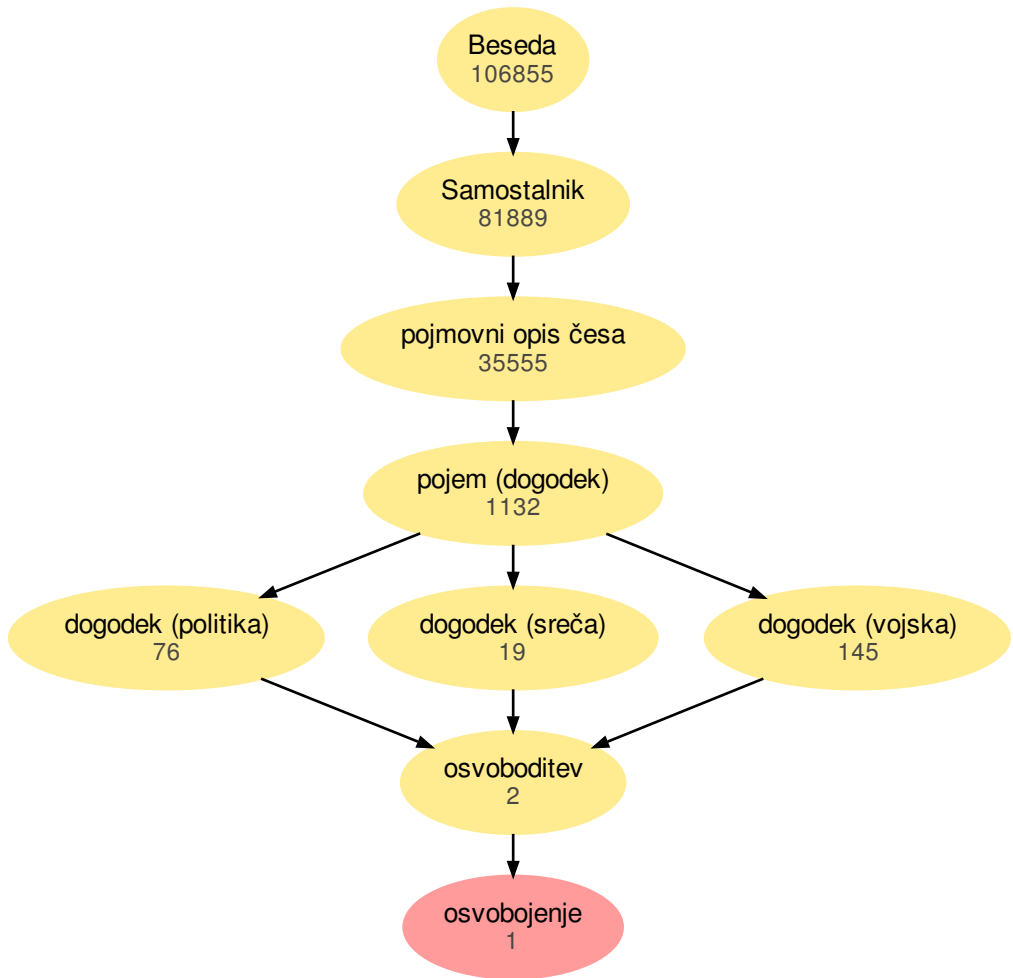 Beseda
106855
Samostalnik
81889
pojmovni opis česa
35555
pojem (dogodek)
1132
dogodek (politika)
76
dogodek (sreča)
19
dogodek (vojska)
145
osvoboditev
2
osvobojenje
1